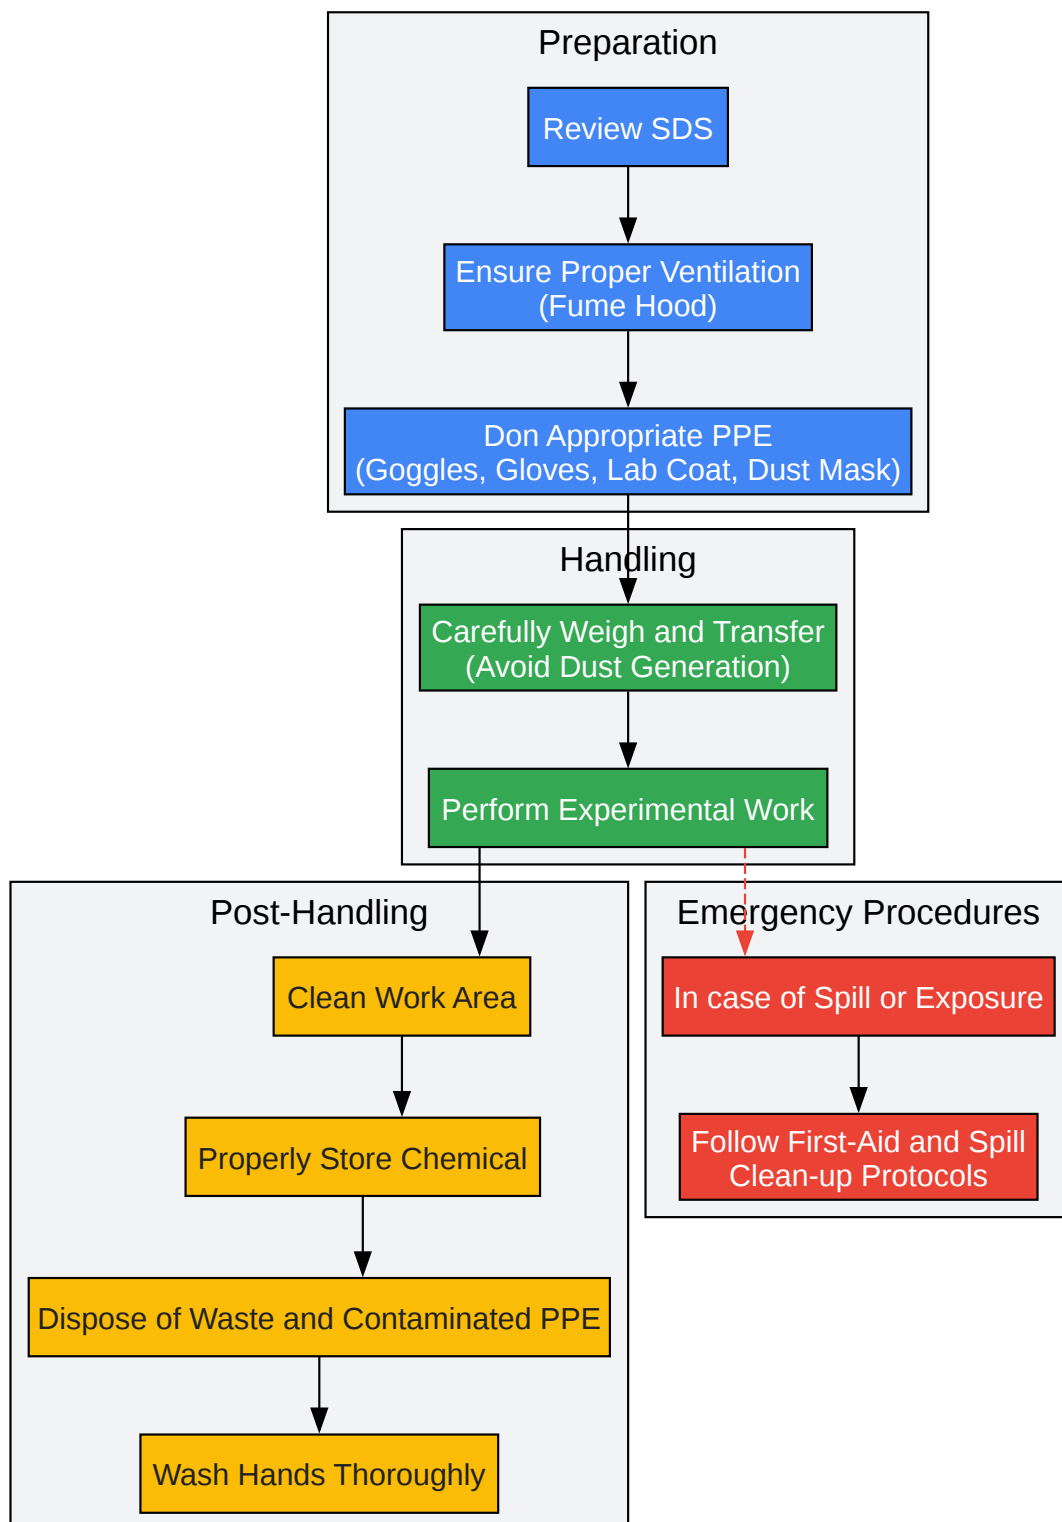 Preparation
Review SDS
Ensure Proper Ventilation
(Fume Hood)
Don Appropriate PPE
(Goggles, Gloves, Lab Coat, Dust Mask)
Handling
Carefully Weigh and Transfer
(Avoid Dust Generation)
Perform Experimental Work
Post-Handling
Clean Work Area
Properly Store Chemical
Dispose of Waste and Contaminated PPE
Wash Hands Thoroughly
Emergency Procedures
In case of Spill or Exposure
Follow First-Aid and Spill
Clean-up Protocols